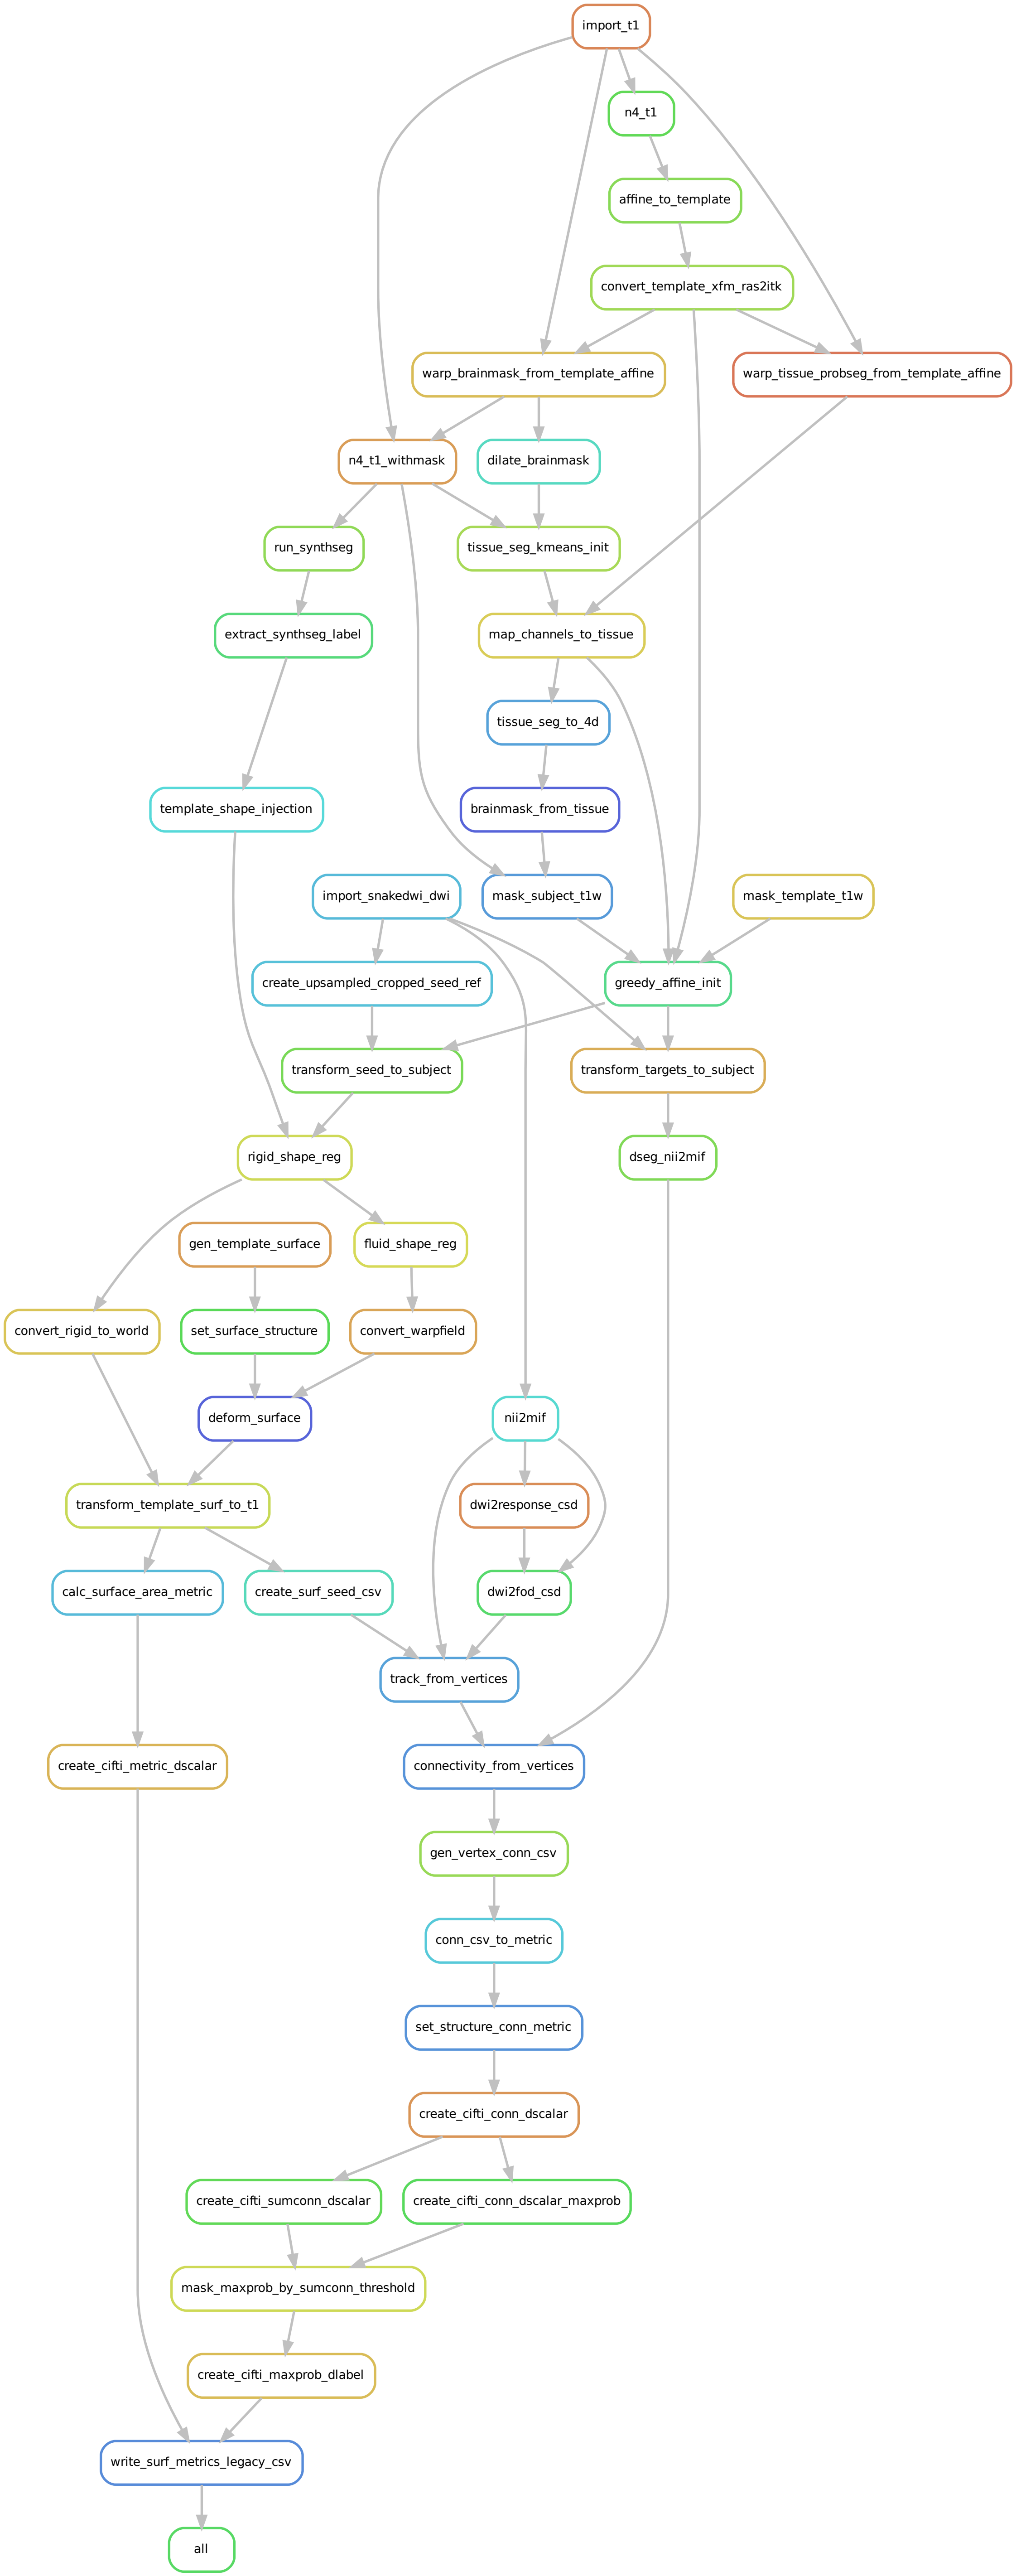 import_t1
n4_t1
affine_to_template
convert_template_xfm_ras2itk
warp_brainmask_from_template_affine
warp_tissue_probseg_from_template_affine
n4_t1_withmask
dilate_brainmask
run_synthseg
tissue_seg_kmeans_init
extract_synthseg_label
map_channels_to_tissue
tissue_seg_to_4d
template_shape_injection
brainmask_from_tissue
import_snakedwi_dwi
mask_subject_t1w
mask_template_t1w
create_upsampled_cropped_seed_ref
greedy_affine_init
transform_seed_to_subject
transform_targets_to_subject
rigid_shape_reg
dseg_nii2mif
gen_template_surface
fluid_shape_reg
convert_rigid_to_world
set_surface_structure
convert_warpfield
deform_surface
nii2mif
transform_template_surf_to_t1
dwi2response_csd
calc_surface_area_metric
create_surf_seed_csv
dwi2fod_csd
track_from_vertices
create_cifti_metric_dscalar
connectivity_from_vertices
gen_vertex_conn_csv
conn_csv_to_metric
set_structure_conn_metric
create_cifti_conn_dscalar
create_cifti_sumconn_dscalar
create_cifti_conn_dscalar_maxprob
mask_maxprob_by_sumconn_threshold
create_cifti_maxprob_dlabel
write_surf_metrics_legacy_csv
all